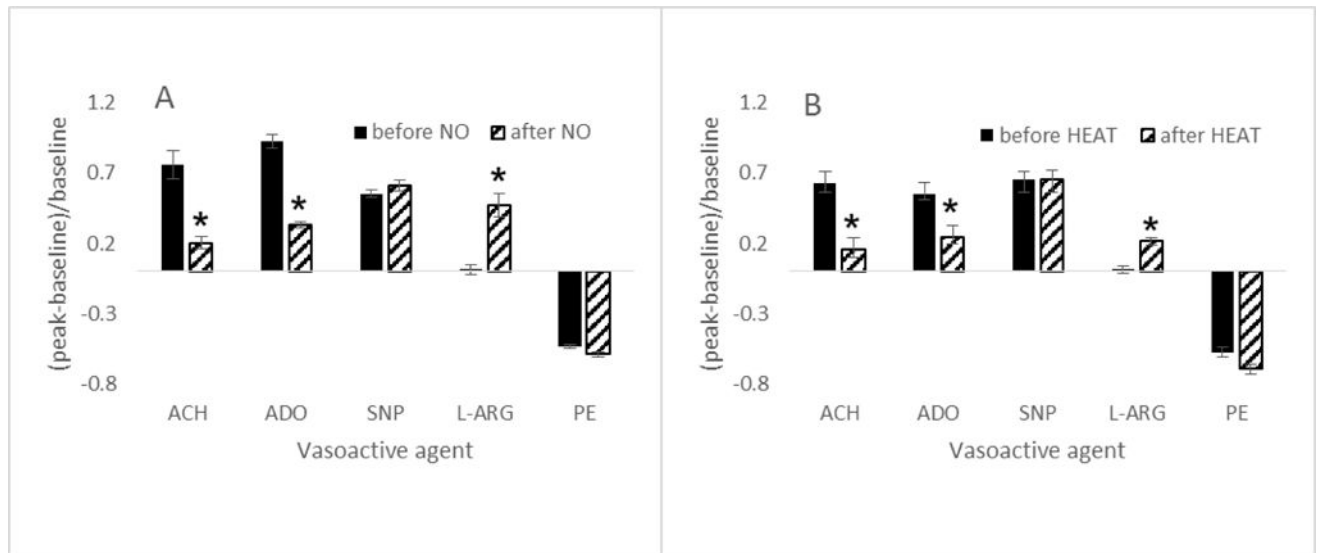 A
(peak-baseline)/baseline
1.2
0.7
0.2
-0.3
-0.8
before NO after NO
* * *
ACH ADO SNP L-ARG PE
Vasoactive agent
B
(peak-baseline)/baseline
1.2
0.7
0.2
-0.3
-0.8
before HEAT after HEAT
* * *
ACH ADO SNP L-ARG PE
Vasoactive agent